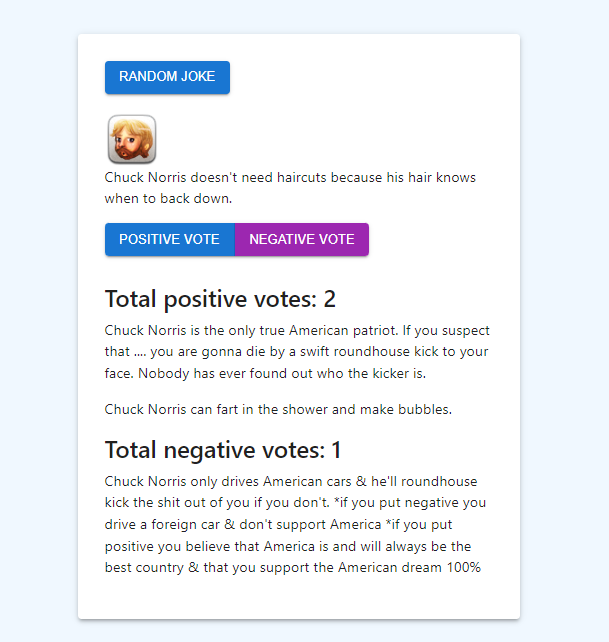 RANDOM JOKE
Chuck Norris doesn't need haircuts because his hair knows
when to back down.
POSITIVE VOTE NEGATIVE VOTE
Total positive votes: 2
Chuck Norris is the only true American patriot. If you suspect
that .... you are gonna die by a swift roundhouse kick to your
face. Nobody has ever found out who the kicker is.
Chuck Norris can fart in the shower and make bubbles.
Total negative votes: 1
Chuck Norris only drives American cars & he'll roundhouse
kick the shit out of you if you don't. *if you put negative you
drive a foreign car & don't support America *if you put
positive you believe that America is and will always be the
best country & that you support the American dream 100%